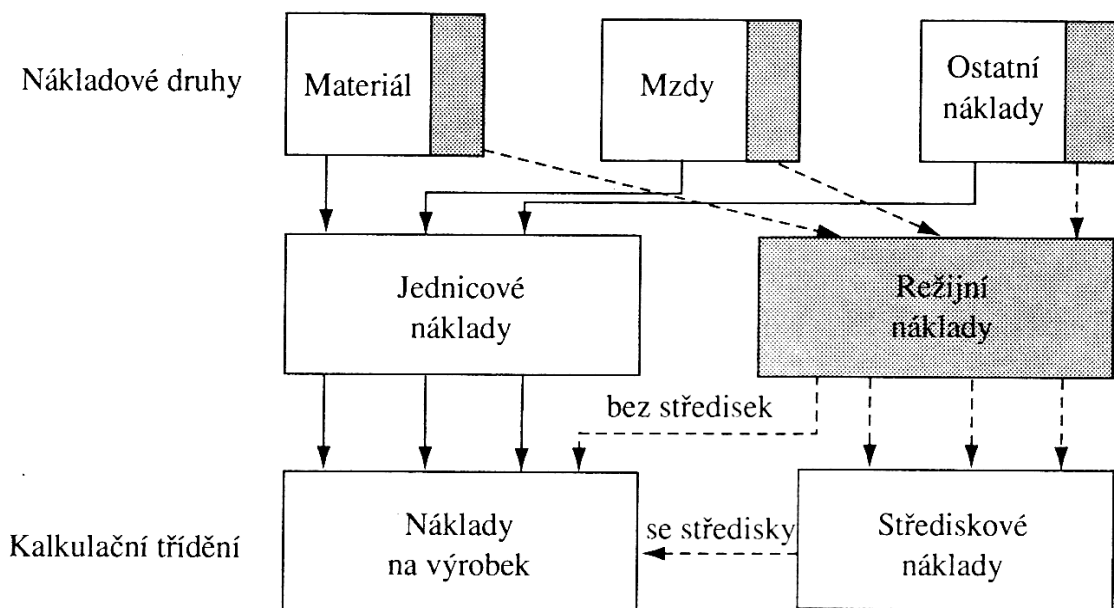 Nákladové druhy
Materiál
Mzdy
Ostatní
náklady
Jednicové
náklady
Režijní
náklady
bez středisek
Kalkulační třídění
Náklady
na výrobek
se středisky
Střediskové
náklady